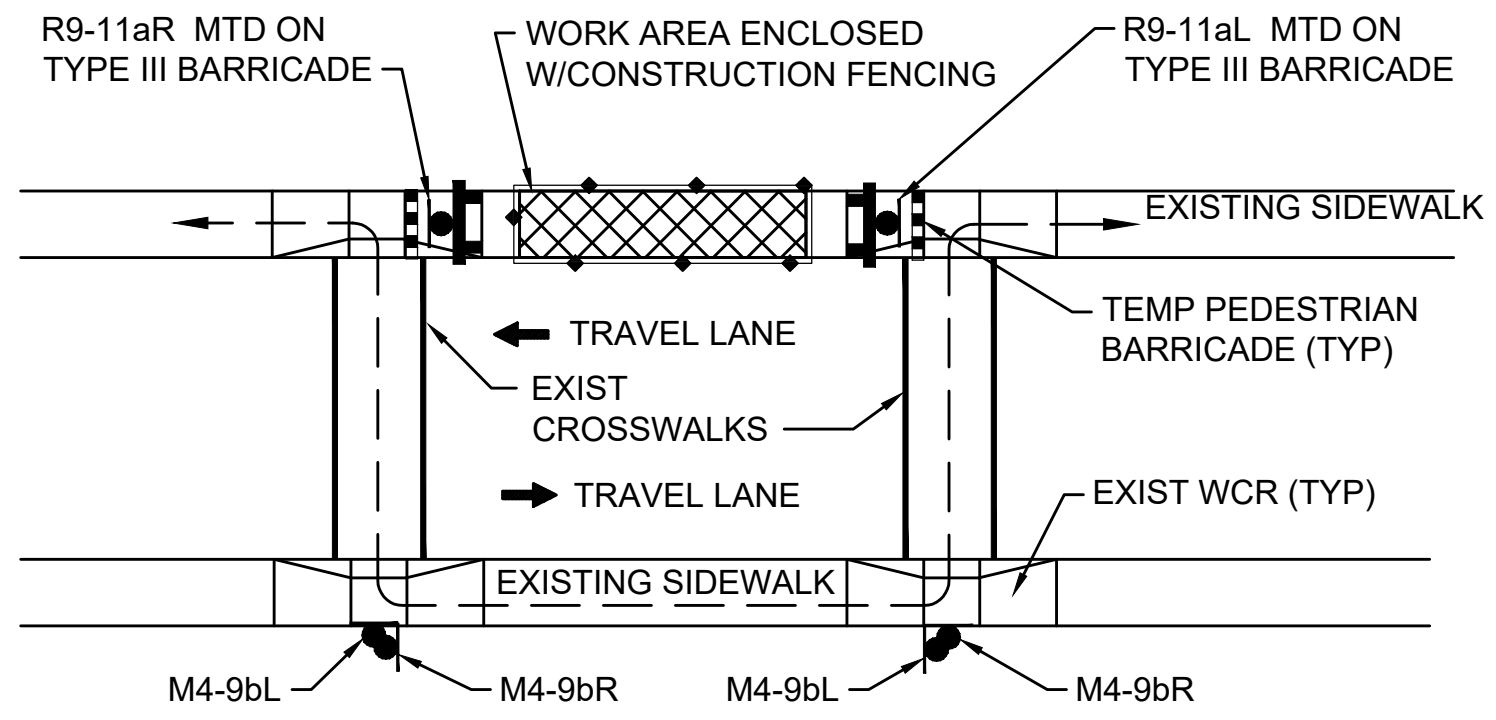 R9-11aR MTD ON
TYPE III BARRICADE
WORK AREA ENCLOSED
W/CONSTRUCTION FENCING
R9-11aL MTD ON
TYPE III BARRICADE
EXISTING SIDEWALK
TEMP PEDESTRIAN
BARRICADE (TYP)
TRAVEL LANE
EXIST
CROSSWALKS
TRAVEL LANE
EXIST WCR (TYP)
EXISTING SIDEWALK
M4-9bL
M4-9bR
M4-9bL
M4-9bR